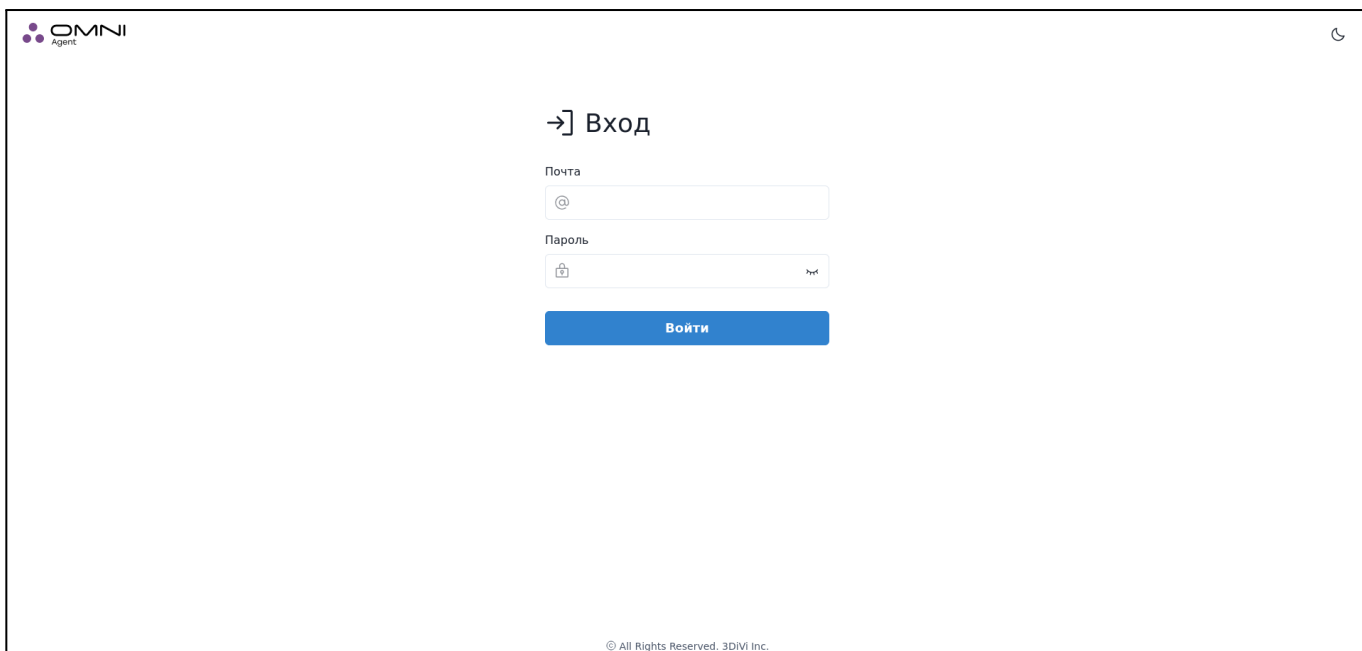 OMNI
Agent
Вход
Почта
@
Пароль
Войти
© All Rights Reserved. 3DiVi Inc.